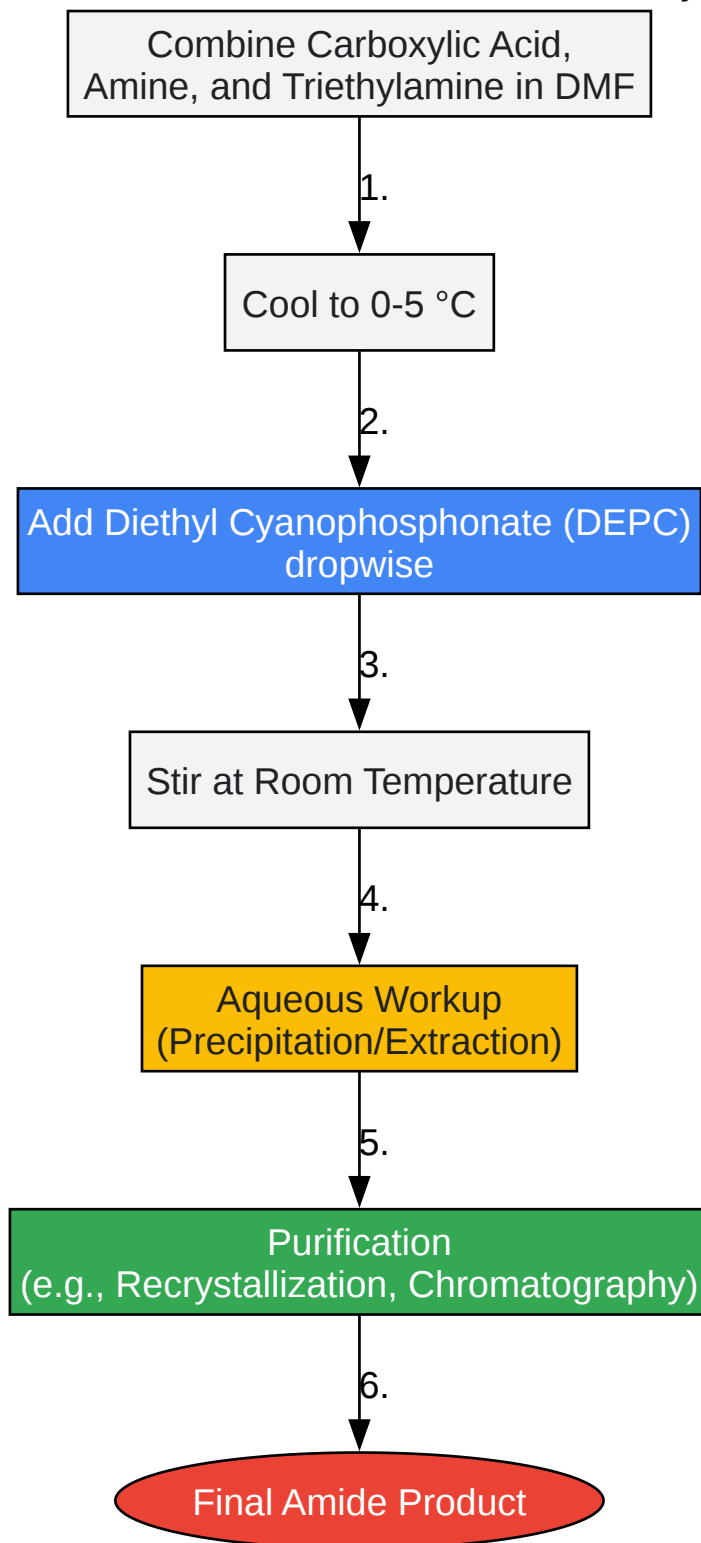 Combine Carboxylic Acid,
Amine, and Triethylamine in DMF
1.
Cool to 0-5 °C
2.
Add Diethyl Cyanophosphonate (DEPC)
dropwise
3.
Stir at Room Temperature
4.
Aqueous Workup
(Precipitation/Extraction)
5.
Purification
(e.g., Recrystallization, Chromatography)
6.
Final Amide Product